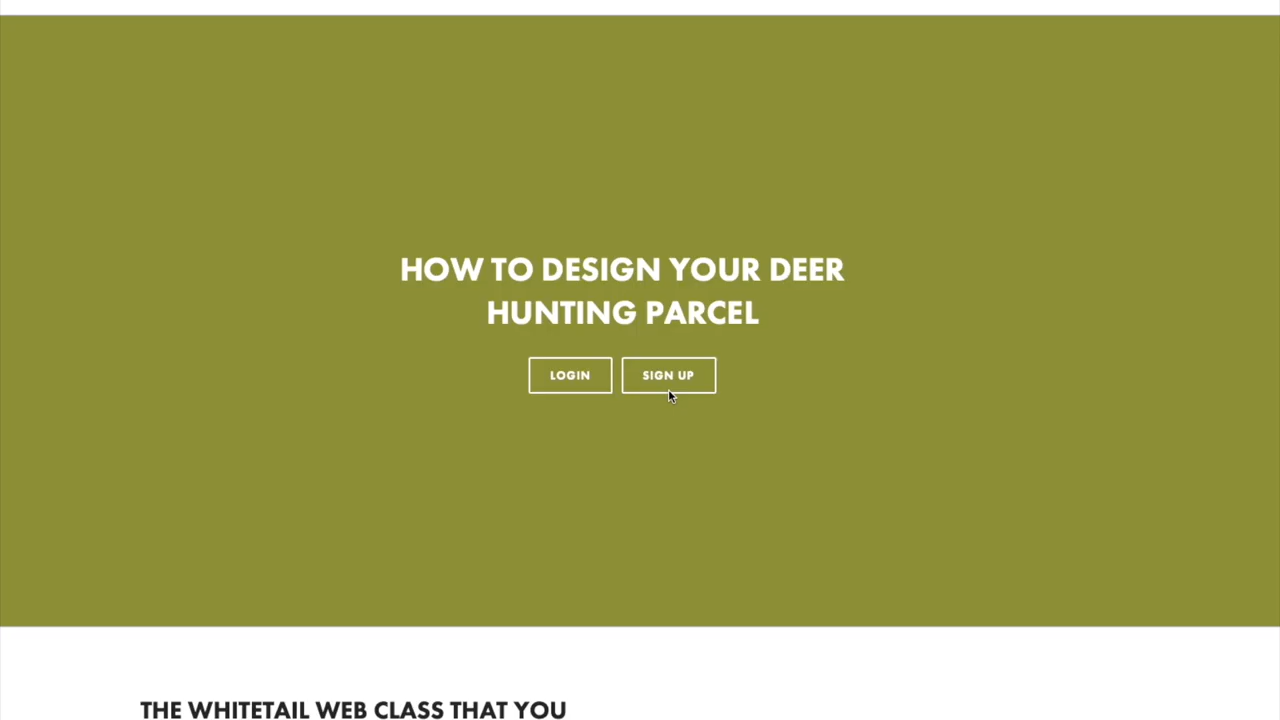 HOW TO DESIGN YOUR DEER
HUNTING PARCEL
LOGIN
SIGN UP
THE WHITETAIL WEB CLASS THAT YOU